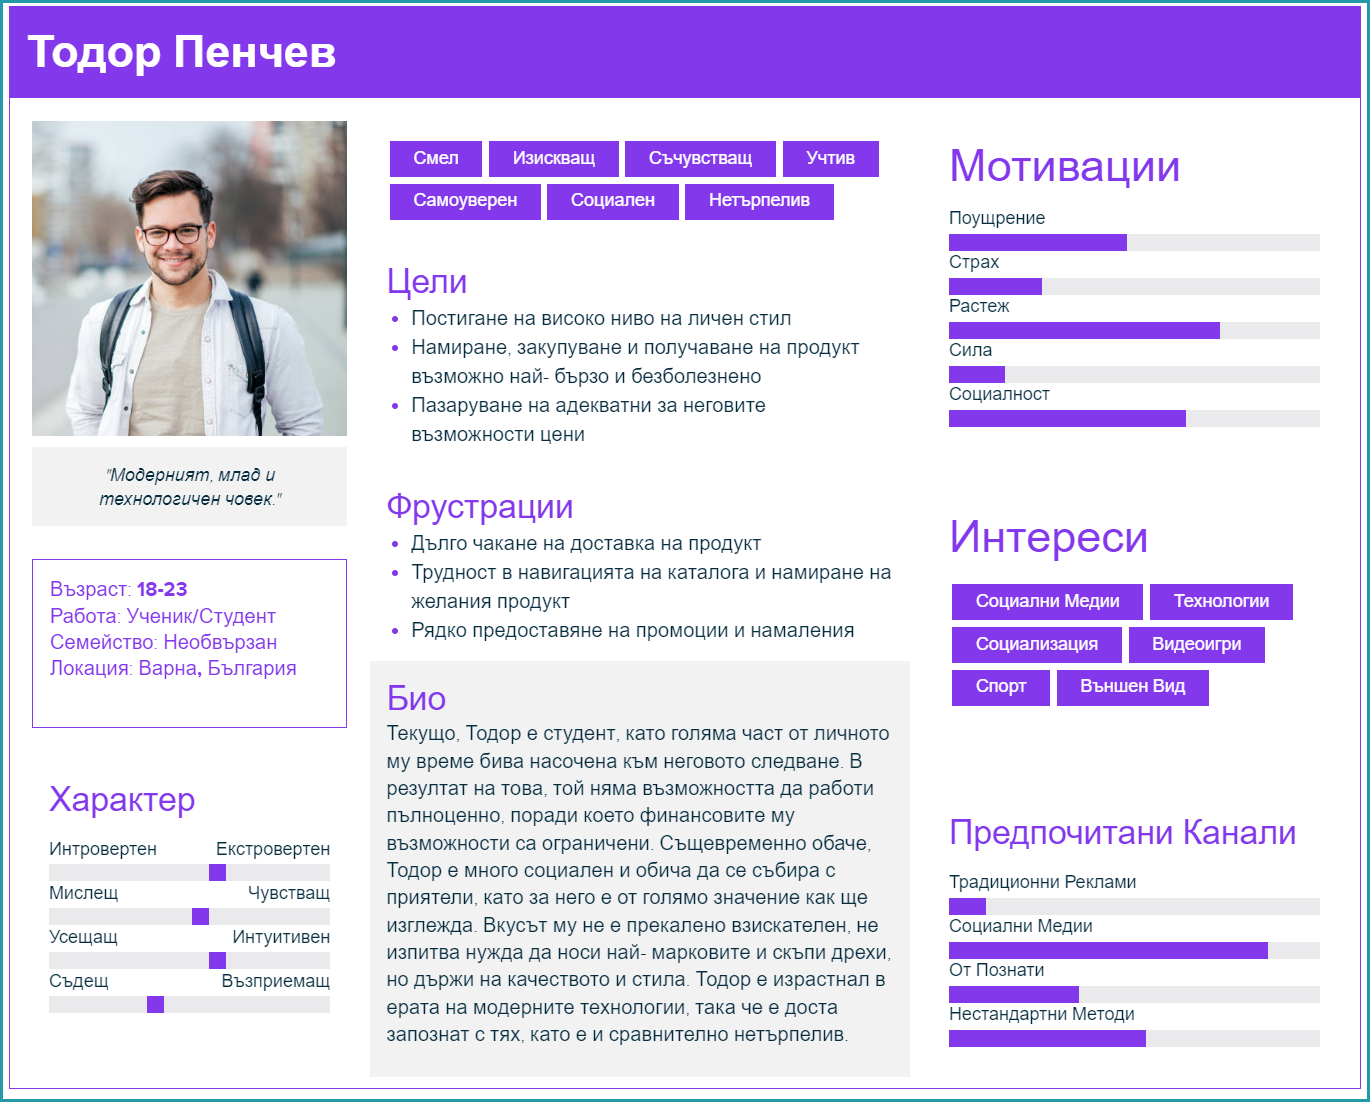 Тодор Пенчев
"Модерният, млад и
технологичен човек."
Възраст: 18-23
Работа: Ученик/Студент
Семейство: Необвързан
Локация: Варна, България
Характер
Интровертен Екстровертен
Мислещ Чувстващ
Усещащ Интуитивен
Съдещ Възприемащ
Смел Изискващ Съчувстващ Учтив
Самоуверен Социален Нетърпелив
Цели
Постигане на високо ниво на личен стил
Намиране, закупуване и получаване на продукт
възможно най- бързо и безболезнено
Пазаруване на адекватни за неговите
възможности цени
Фрустрации
Дълго чакане на доставка на продукт
Трудност в навигацията на каталога и намиране на
желания продукт
Рядко предоставяне на промоции и намаления
Био
Текущо, Тодор е студент, като голяма част от личното
му време бива насочена към неговото следване. В
резултат на това, той няма възможността да работи
пълноценно, поради което финансовите му
възможности са ограничени. Същевременно обаче,
Тодор е много социален и обича да се събира с
приятели, като за него е от голямо значение как ще
изглежда. Вкусът му не е прекалено взискателен, не
изпитва нужда да носи най- марковите и скъпи дрехи,
но държи на качеството и стила. Тодор е израстнал в
ерата на модерните технологии, така че е доста
запознат с тях, като е и сравнително нетърпелив.
Мотивации
Поущрение
Страх
Растеж
Сила
Социалност
Интереси
Социални Медии Технологии
Социализация Видеоигри
Спорт Външен Вид
Предпочитани Канали
Традиционни Реклами
Социални Медии
От Познати
Нестандартни Методи